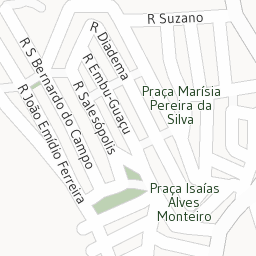 R Suzano
R Diadema
R Embu-Guaçu
R Salesópolis
R S Bernardo do Campo
R João Emídio Ferreira
Praça Marísia
Pereira da
Silva
Praça Isaías
Alves
Monteiro